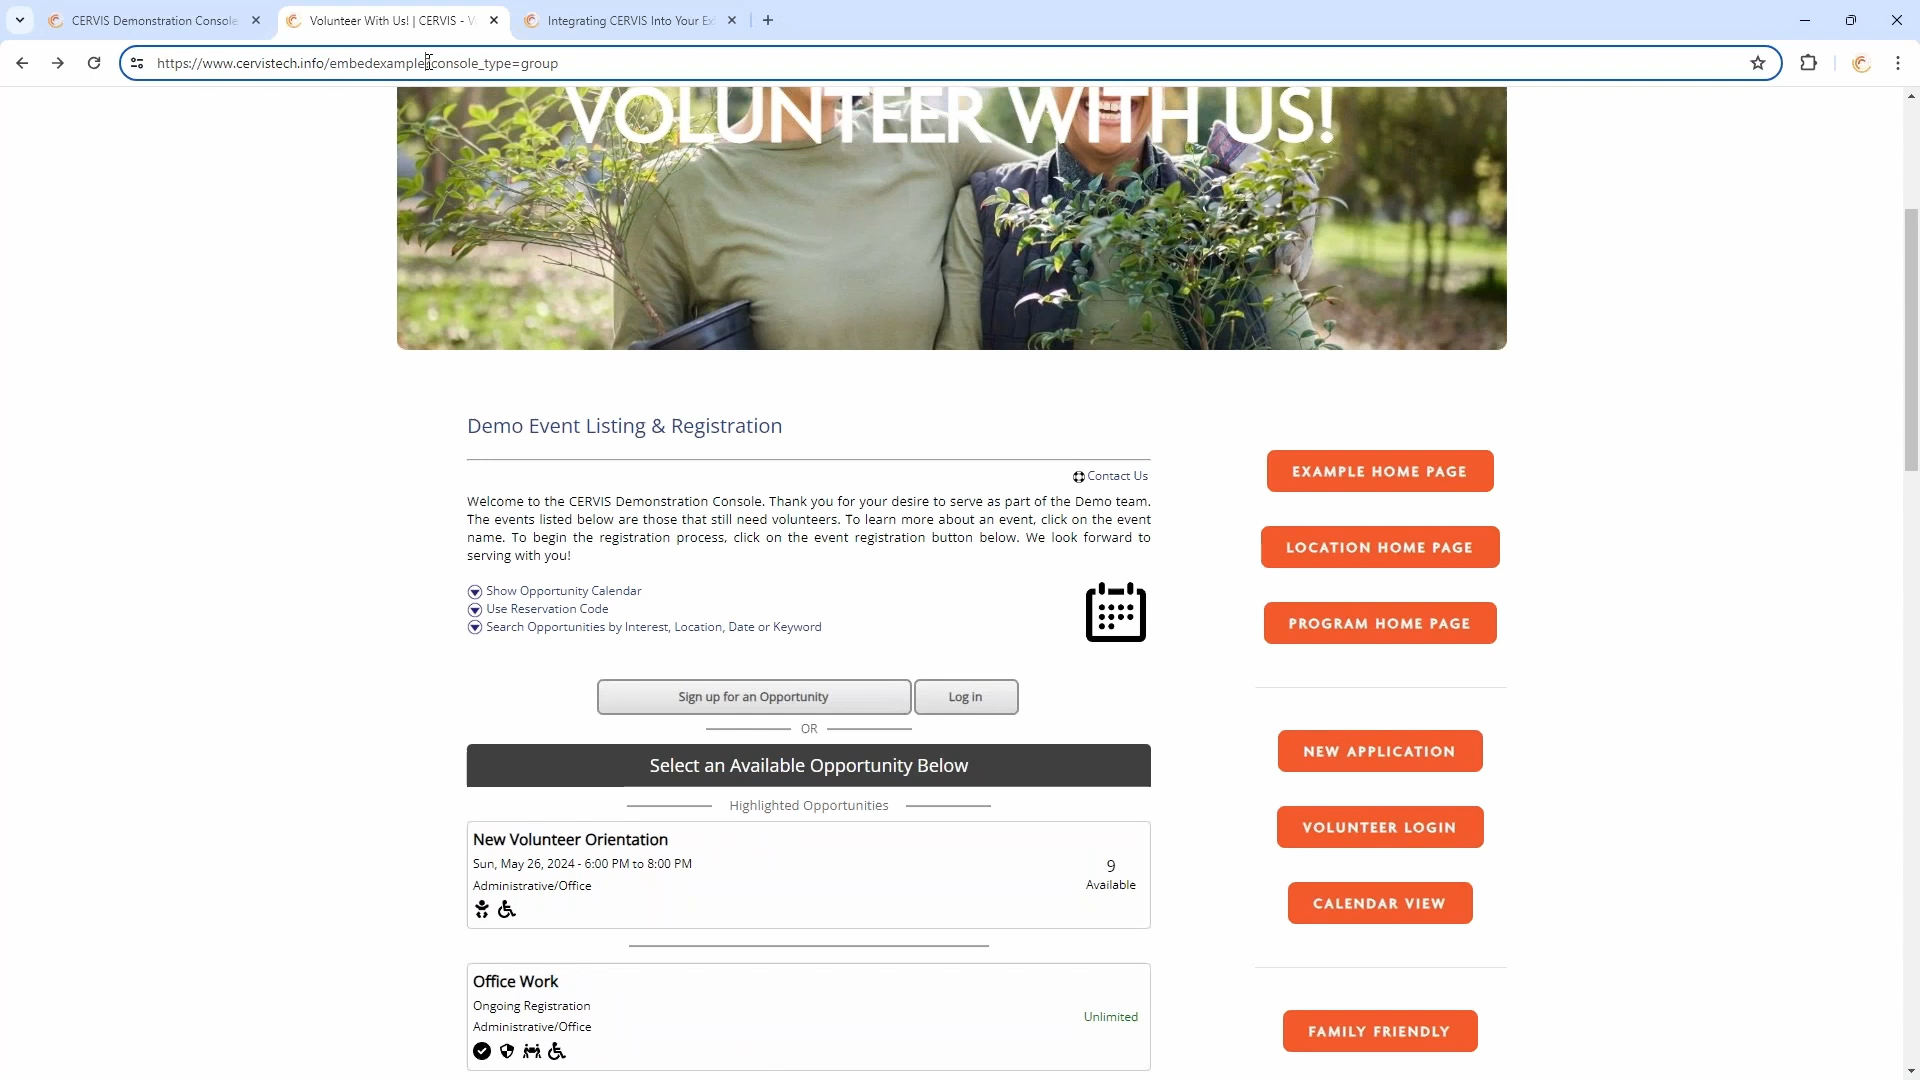 CERVIS Demonstration Console
Volunteer With Us! | CERVIS - V
Integrating CERVIS Into Your Ex
https://www.cervistech.info/embedexample?console_type=group
VOLUNTEER WITH US!
Demo Event Listing & Registration
Contact Us
Welcome to the CERVIS Demonstration Console. Thank you for your desire to serve as part of the Demo team.
The events listed below are those that still need volunteers. To learn more about an event, click on the event
name. To begin the registration process, click on the event registration button below. We look forward to
serving with you!
Show Opportunity Calendar
Use Reservation Code
Search Opportunities by Interest, Location, Date or Keyword
Sign up for an Opportunity
Log in
OR
Select an Available Opportunity Below
Highlighted Opportunities
New Volunteer Orientation
Sun, May 26, 2024 - 6:00 PM to 8:00 PM
Administrative/Office
9
Available
Office Work
Ongoing Registration
Administrative/Office
Unlimited
EXAMPLE HOME PAGE
LOCATION HOME PAGE
PROGRAM HOME PAGE
NEW APPLICATION
VOLUNTEER LOGIN
CALENDAR VIEW
FAMILY FRIENDLY